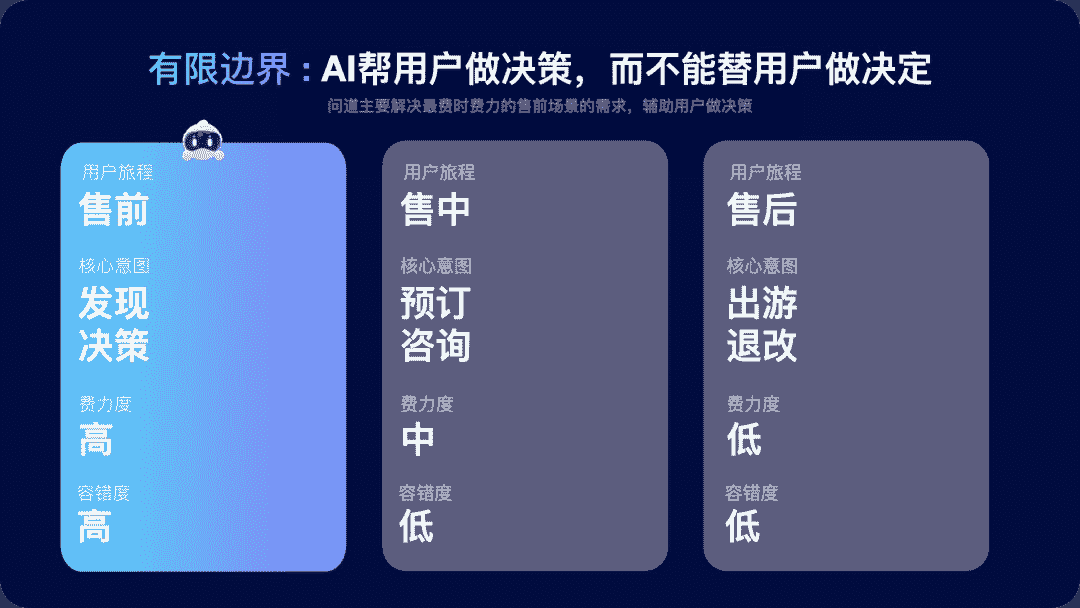 有限边界：AI帮用户做决策，而不能替用户做决定
问道主要解决最费时费力的售前场景的需求，辅助用户做决策
用户旅程
售前
核心意图
发现
决策
费力度
高
容错度
高
用户旅程
售中
核心意图
预订
咨询
费力度
中
容错度
低
用户旅程
售后
核心意图
出游
退改
费力度
低
容错度
低